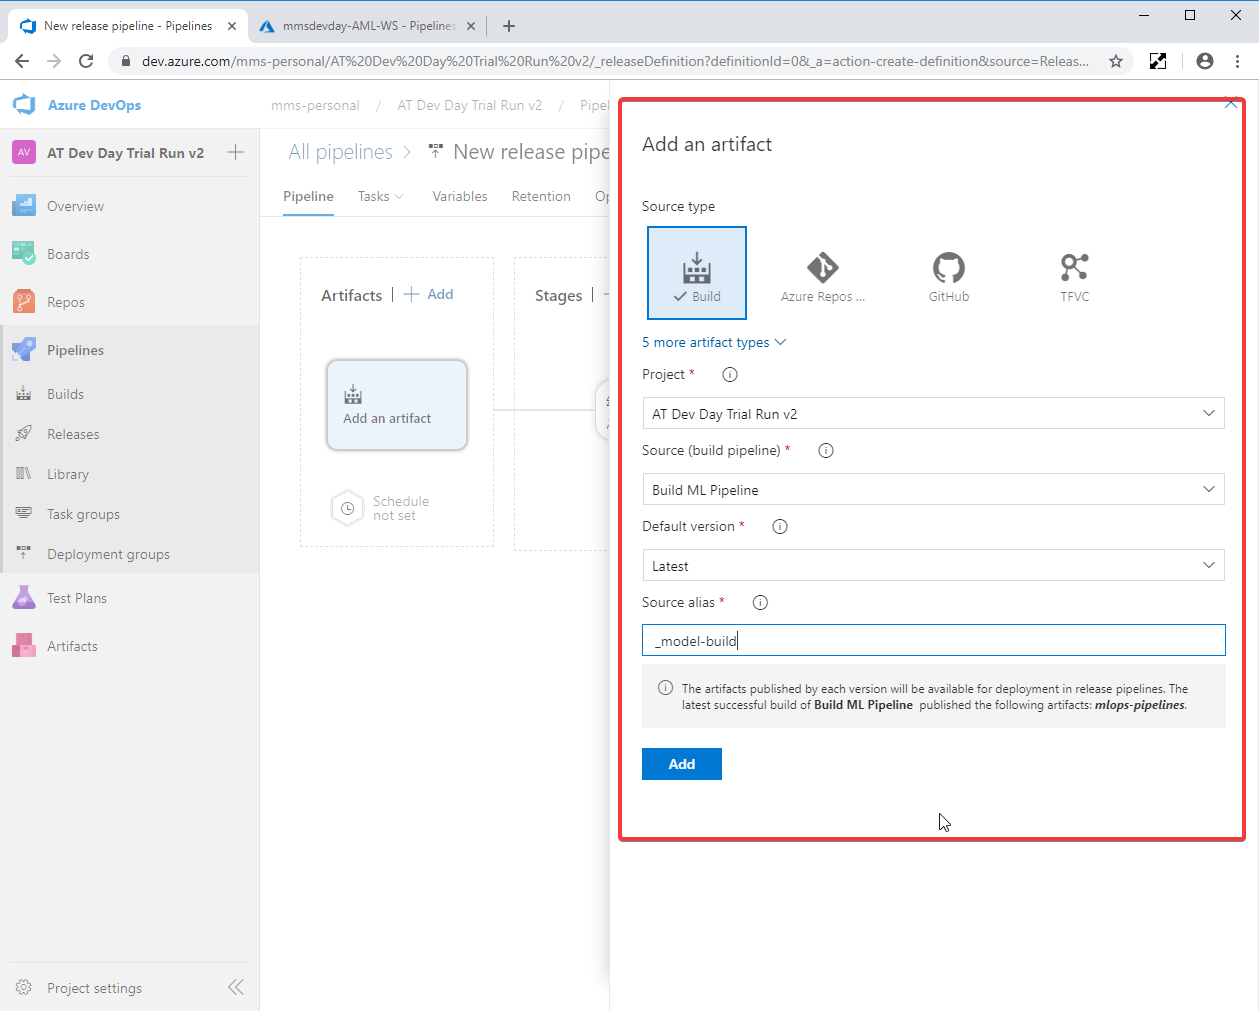 New release pipeline - Pipelines
mmsdevday-AML-WS - Pipelines
dev.azure.com/mms-personal/AT%20Dev%20Day%20Trial%20Run%20v2/_releaseDefinition?definitionId=0&_a=action-create-definition&source=Releas...
Azure DevOps
mms-personal / AT Dev Day Trial Run v2 / Pipel
AV AT Dev Day Trial Run v2
Overview
Boards
Repos
Pipelines
Builds
Releases
Library
Task groups
Deployment groups
Test Plans
Artifacts
Project settings
All pipelines > New release pipe
Pipeline Tasks Variables Retention Op
Artifacts | + Add
Stages |
Add an artifact
Schedule
not set
Add an artifact
Source type
Build
Azure Repos ...
GitHub
TFVC
5 more artifact types
Project *
AT Dev Day Trial Run v2
Source (build pipeline) *
Build ML Pipeline
Default version *
Latest
Source alias *
_model-build
The artifacts published by each version will be available for deployment in release pipelines. The
latest successful build of Build ML Pipeline published the following artifacts: mlops-pipelines.
Add